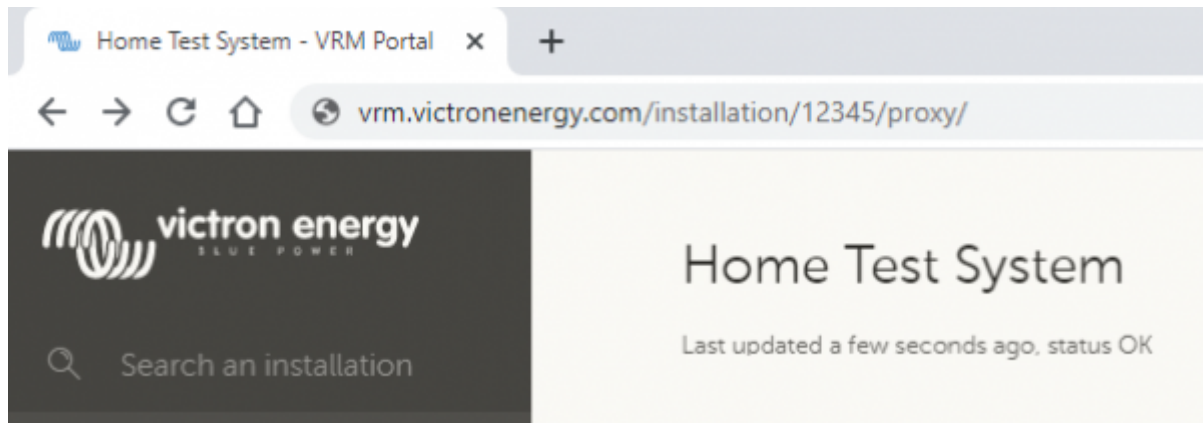 Home Test System - VRM Portal
vrm.victronenergy.com/installation/12345/proxy/
victron energy
BLUE POWER
Home Test System
Last updated a few seconds ago, status OK
Search an installation